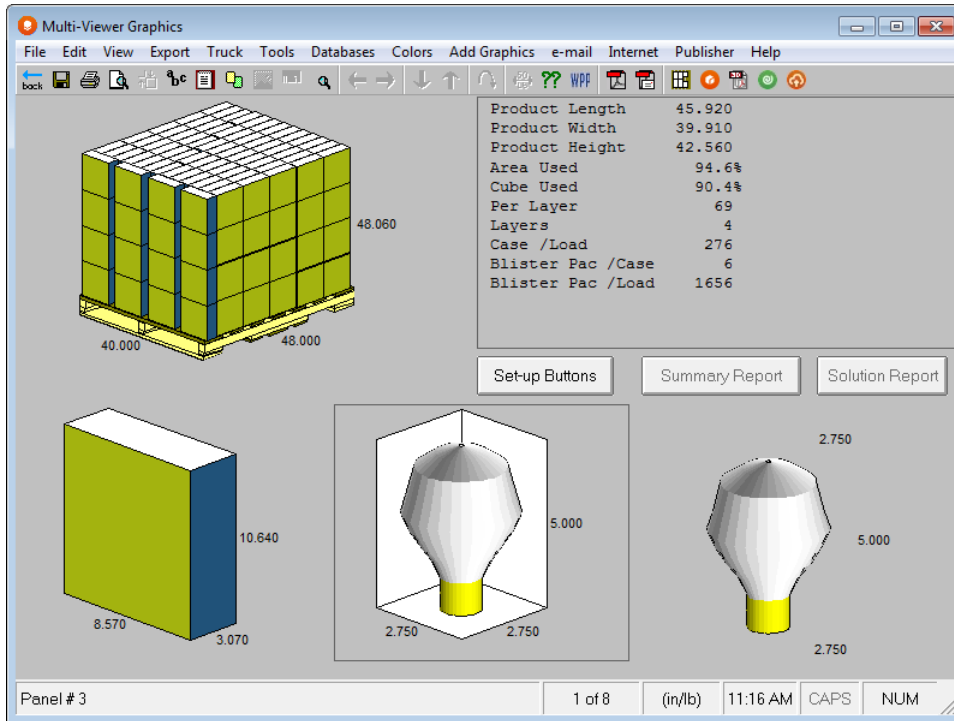 Multi-Viewer Graphics
File Edit View Export Truck Tools Databases Colors Add Graphics e-mail Internet Publisher Help
back abc ?? WPF
Product Length 45.920
Product Width 39.910
Product Height 42.560
Area Used 94.6%
Cube Used 90.4%
Per Layer 69
Layers 4
Case /Load 276
Blister Pac /Case 6
Blister Pac /Load 1656
48.060
40.000 48.000
Set-up Buttons Summary Report Solution Report
10.640
8.570 3.070
5.000
2.750 2.750
2.750
5.000
2.750
Panel # 3 1 of 8 (in/lb) 11:16 AM CAPS NUM